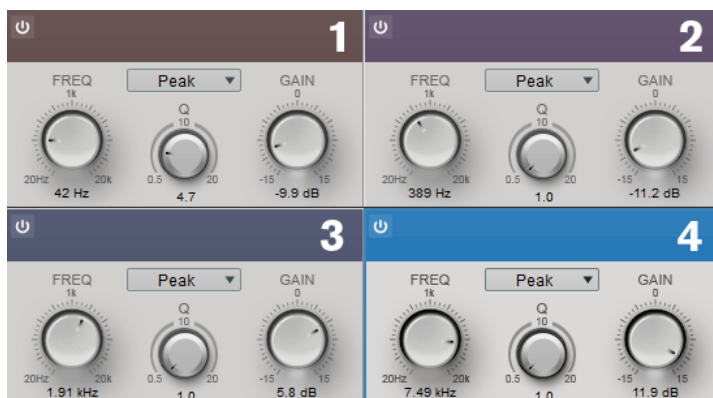 1
FREQ
1k
20Hz 20k
42 Hz
Peak
Q
10
0.5 20
4.7
GAIN
0
-15 15
-9.9 dB
2
FREQ
1k
20Hz 20k
389 Hz
Peak
Q
10
0.5 20
1.0
GAIN
0
-15 15
-11.2 dB
3
FREQ
1k
20Hz 20k
1.91 kHz
Peak
Q
10
0.5 20
1.0
GAIN
0
-15 15
5.8 dB
4
FREQ
1k
20Hz 20k
7.49 kHz
Peak
Q
10
0.5 20
1.0
GAIN
0
-15 15
11.9 dB